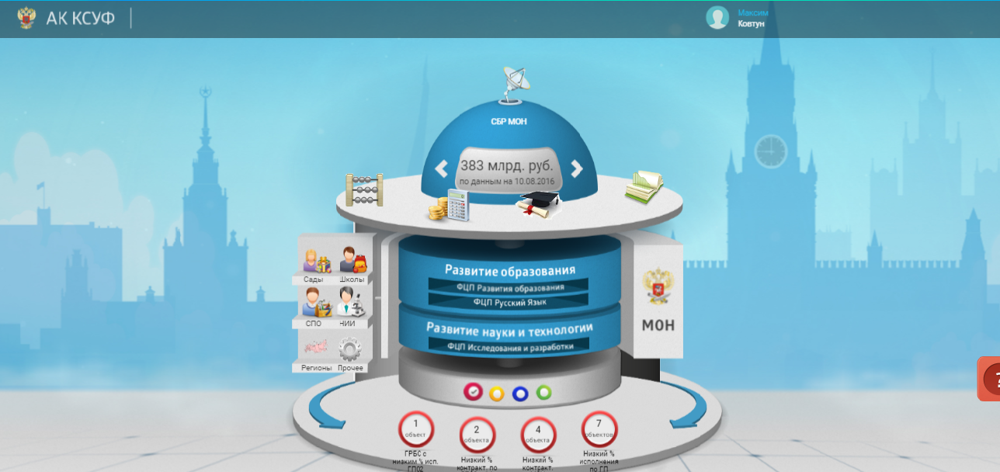 АК КСУФ
Максим
Ковтун
СБР МОН
383 млрд. руб.
по данным на 10.08.2016
Развитие образования
ФЦП Развития образования
ФЦП Русский Язык
Развитие науки и технологии
ФЦП Исследования и разработки
МОН
Сады Школы
СПО НИИ
Регионы Прочее
1
объект
ГРБС с
низким % исп.
ГП02
2
объекта
Низкий %
контракт. по
4
объекта
Низкий %
контракт.
7
объектов
Низкий %
исполнения
по ГП
?